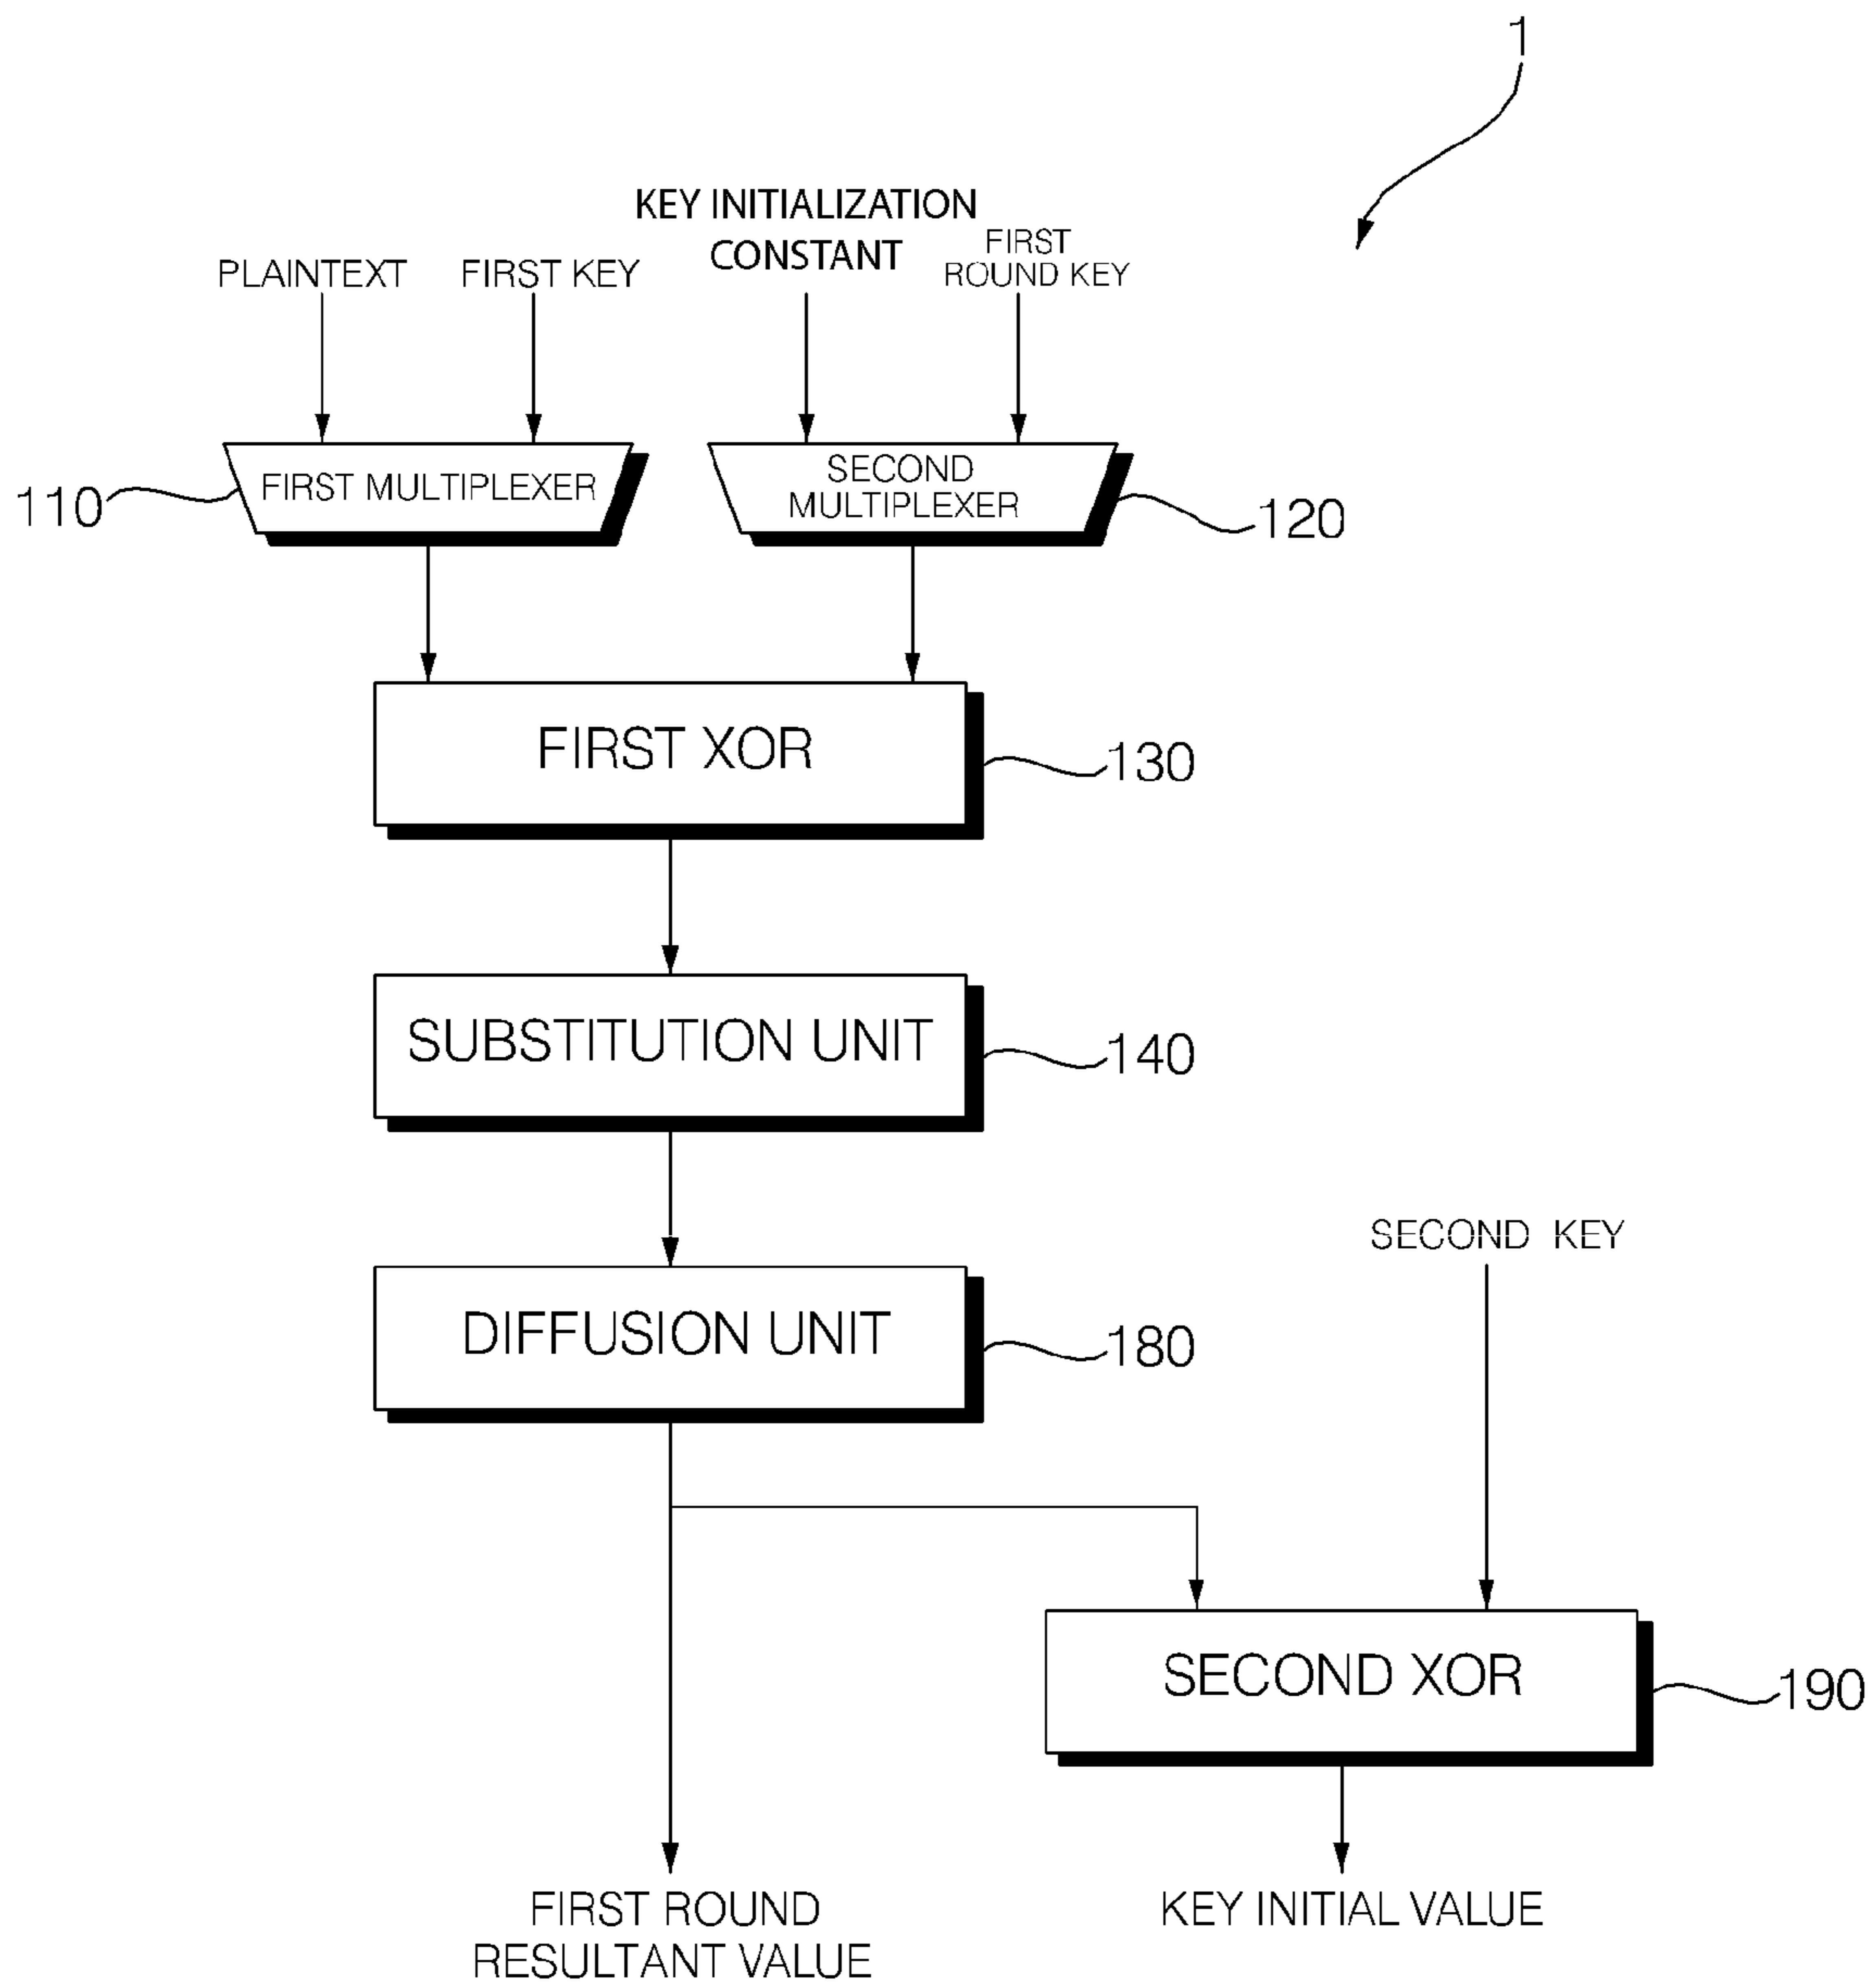 1
KEY INITIALIZATION
CONSTANT
FIRST
ROUND KEY
PLAINTEXT
FIRST KEY
FIRST MULTIPLEXER
SECOND
MULTIPLEXER
110
120
FIRST XOR
130
SUBSTITUTION UNIT
140
SECOND KEY
DIFFUSION UNIT
180
SECOND XOR
190
FIRST ROUND
RESULTANT VALUE
KEY INITIAL VALUE